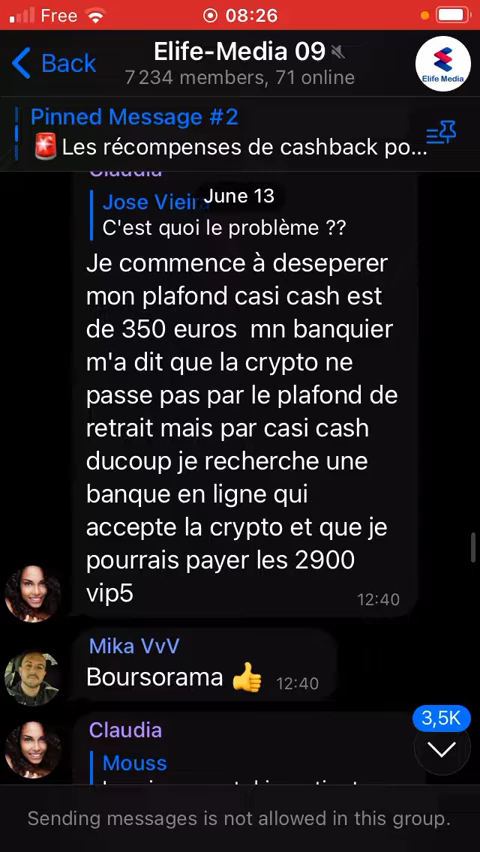 Free 08:26
Back
Elife-Media 09
7 234 members, 71 online
Elife Media
Pinned Message #2
🚨Les récompenses de cashback po...
Claudia
June 13
Jose Vieir
C'est quoi le problème ??
Je commence à deseperer
mon plafond casi cash est
de 350 euros mn banquier
m'a dit que la crypto ne
passe pas par le plafond de
retrait mais par casi cash
ducoup je recherche une
banque en ligne qui
accepte la crypto et que je
pourrais payer les 2900
vip5
12:40
Mika VvV
Boursorama 👍
12:40
Claudia
3,5K
Mouss
Sending messages is not allowed in this group.